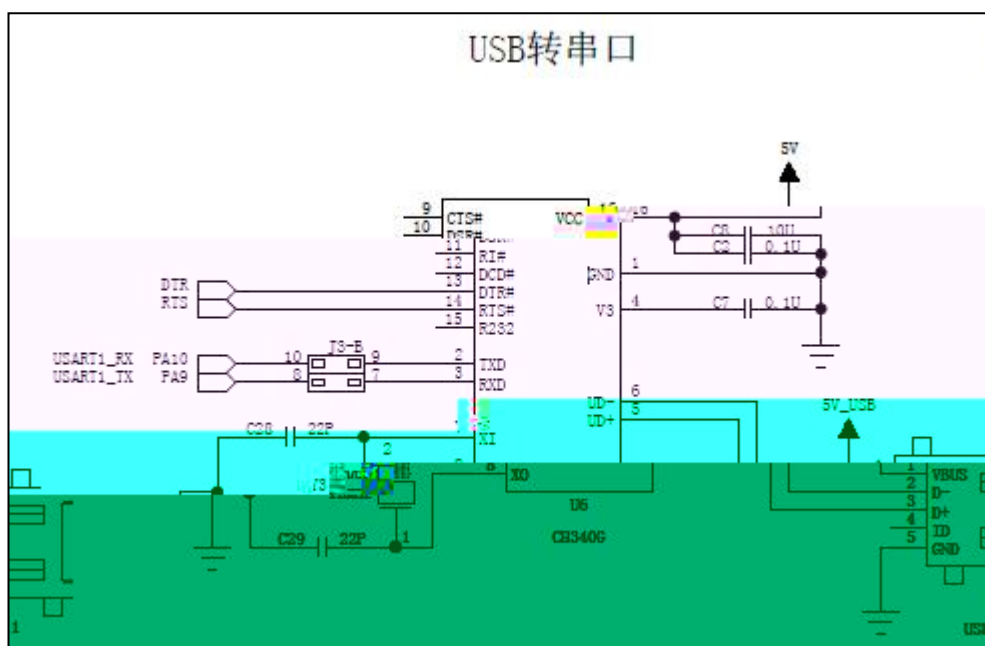 USB转串口
5V
9 CTS# VCC
10
C8 10U
11
C2 0.1U
12 RI#
DCD# GND 1
DTR 13 DTR#
RTS 14 RTS#
15 R232 V3 4 C7 0.1U
J3-B
USART1_RX PA10 10 9 2 TXD
USART1_TX PA9 8 7 3 RXD
UD- 6
UD+ 5
5V_USB
C28 22P XI
2
8 XO
1 VBUS
2 D-
3 D+
4 ID
5 GND
U6
CH340G
C29 22P 1
1